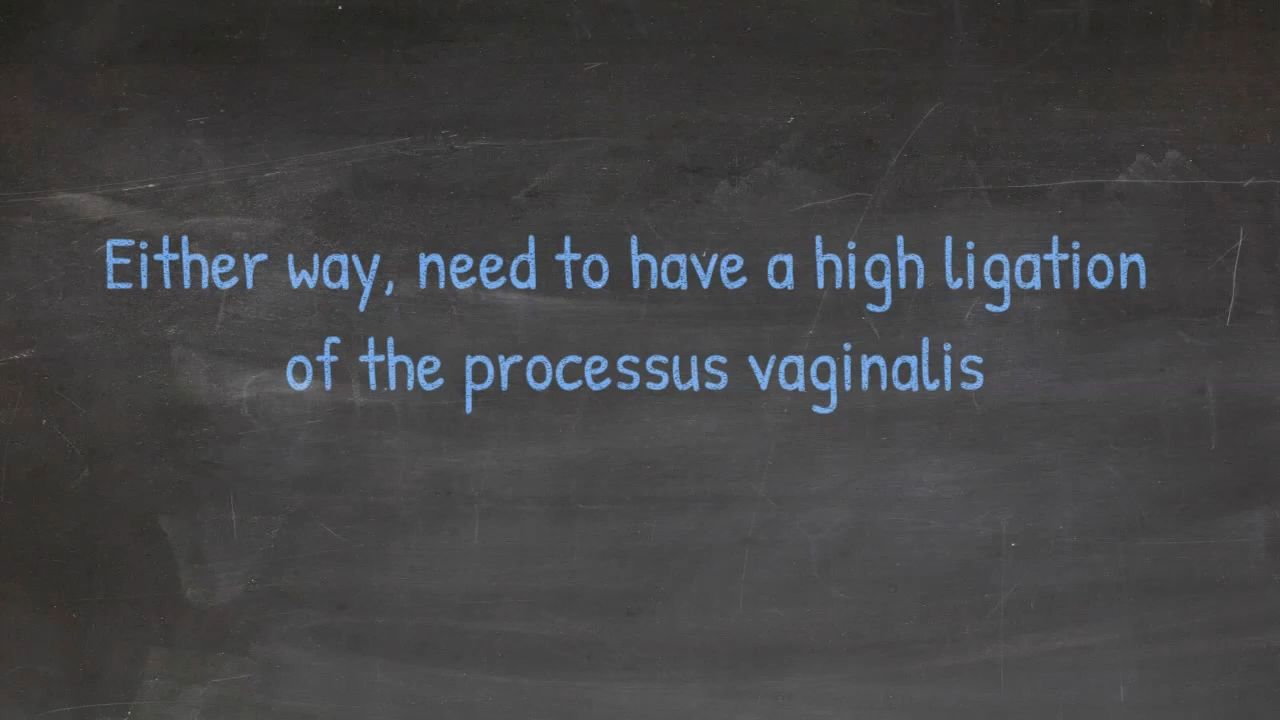 Either way, need to have a high ligation
of the processus vaginalis